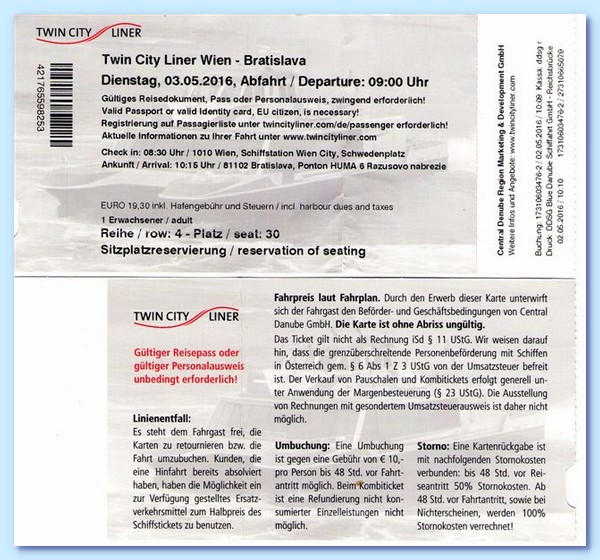 TWIN CITY LINER
4217655982​53
Twin City Liner Wien - Bratislava
Dienstag, 03.05.2016, Abfahrt / Departure: 09:00 Uhr
Gültiges Reisedokument, Pass oder Personalausweis, zwingend erforderlich!
Valid Passport or valid Identity card, EU citizen, is necessary!
Registrierung auf Passagierliste unter twincityliner.com/de/passenger erforderlich!
Aktuelle Informationen zu Ihrer Fahrt unter www.twincityliner.com
Check in: 08:30 Uhr / 1010 Wien, Schiffstation Wien City, Schwedenplatz
Ankunft / Arrival: 10:15 Uhr / 81102 Bratislava, Ponton HUMA 6 Razusovo nabrezie
EURO 19,30 inkl. Hafengebühr und Steuern / incl. harbour dues and taxes
1 Erwachsener / adult
Reihe / row: 4 - Platz / seat: 30
Sitzplatzreservierung / reservation of seating
Central Danube Region Marketing & Development GmbH
Weitere Infos und Angebote: www.twincityliner.com
Buchung: 17310603476-2 / 02.05.2016 / 10:09 Kassa: ddsg r
Druck: DDSG Blue Danube Schiffahrt GmbH - Reichsbrücke
02.05.2016 / 10:10 17310603476-2 / 27310665079
TWIN CITY LINER
Gültiger Reisepass oder
gültiger Personalausweis
unbedingt erforderlich!
Fahrpreis laut Fahrplan. Durch den Erwerb dieser Karte unterwirft
sich der Fahrgast den Beförder- und Geschäftsbedingungen von Central
Danube GmbH. Die Karte ist ohne Abriss ungültig.
Das Ticket gilt nicht als Rechnung iSd § 11 UStG. Wir weisen darauf
hin, dass die grenzüberschreitende Personenbeförderung mit Schiffen
in Österreich gem. § 6 Abs 1 Z 3 UStG von der Umsatzsteuer befreit
ist. Der Verkauf von Pauschalen und Kombitickets erfolgt generell un-
ter Anwendung der Margenbesteuerung (§ 23 UStG). Die Ausstellung
von Rechnungen mit gesondertem Umsatzsteuerausweis ist daher nicht
möglich.
Linienentfall:
Es steht dem Fahrgast frei, die
Karten zu retournieren bzw. die
Fahrt umzubuchen. Kunden, die
eine Hinfahrt bereits absolviert
haben, haben die Möglichkeit ein
zur Verfügung gestelltes Ersatz-
verkehrsmittel zum Halbpreis des
Schiffstickets zu benutzen.
Umbuchung: Eine Umbuchung
ist gegen eine Gebühr von € 10,-
pro Person bis 48 Std. vor Fahrt-
antritt möglich. Beim Kombiticket
ist eine Refundierung nicht kon-
sumierter Einzelleistungen nicht
möglich.
Storno: Eine Kartenrückgabe ist
mit nachfolgenden Stornokosten
verbunden: bis 48 Std. vor Rei-
seantritt 50% Stornokosten. Ab
48 Std. vor Fahrtantritt, sowie bei
Nichterscheinen, werden 100%
Stornokosten verrechnet!